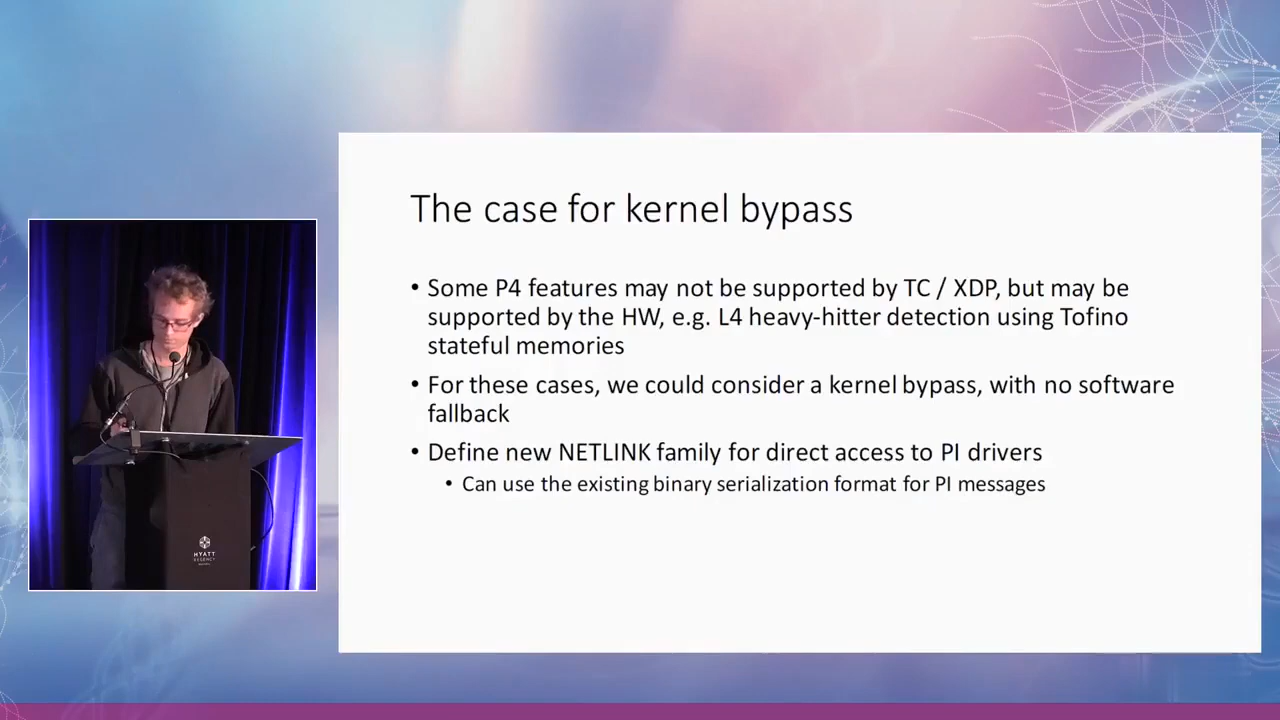 The case for kernel bypass
• Some P4 features may not be supported by TC / XDP, but may be
supported by the HW, e.g. L4 heavy-hitter detection using Tofino
stateful memories
• For these cases, we could consider a kernel bypass, with no software
fallback
• Define new NETLINK family for direct access to PI drivers
• Can use the existing binary serialization format for PI messages
HYATT
REGENCY